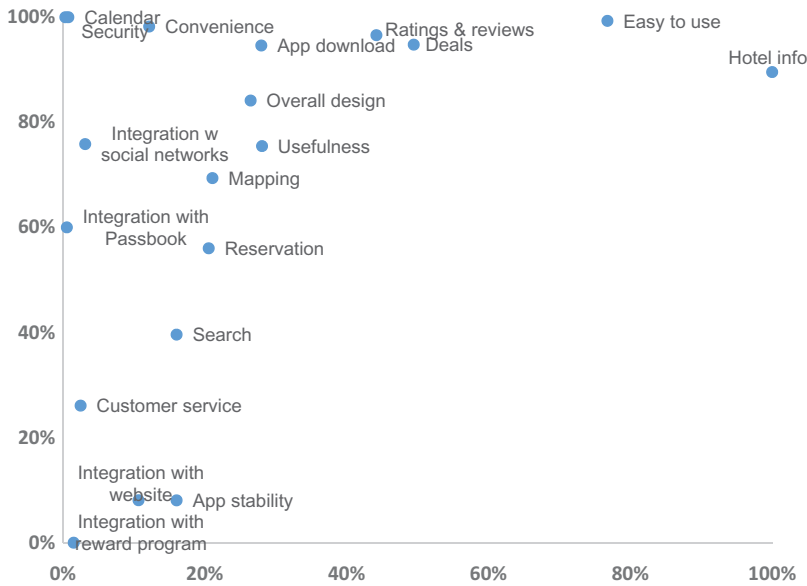 100%
Calendar
Security
Convenience
Ratings & reviews
Easy to use
App download
Deals
Hotel info
Overall design
80%
Integration w
social networks
Usefulness
Mapping
60%
Integration with
Passbook
Reservation
40%
Search
Customer service
20%
Integration with
website
App stability
Integration with
reward program
0%
0%
20%
40%
60%
80%
100%